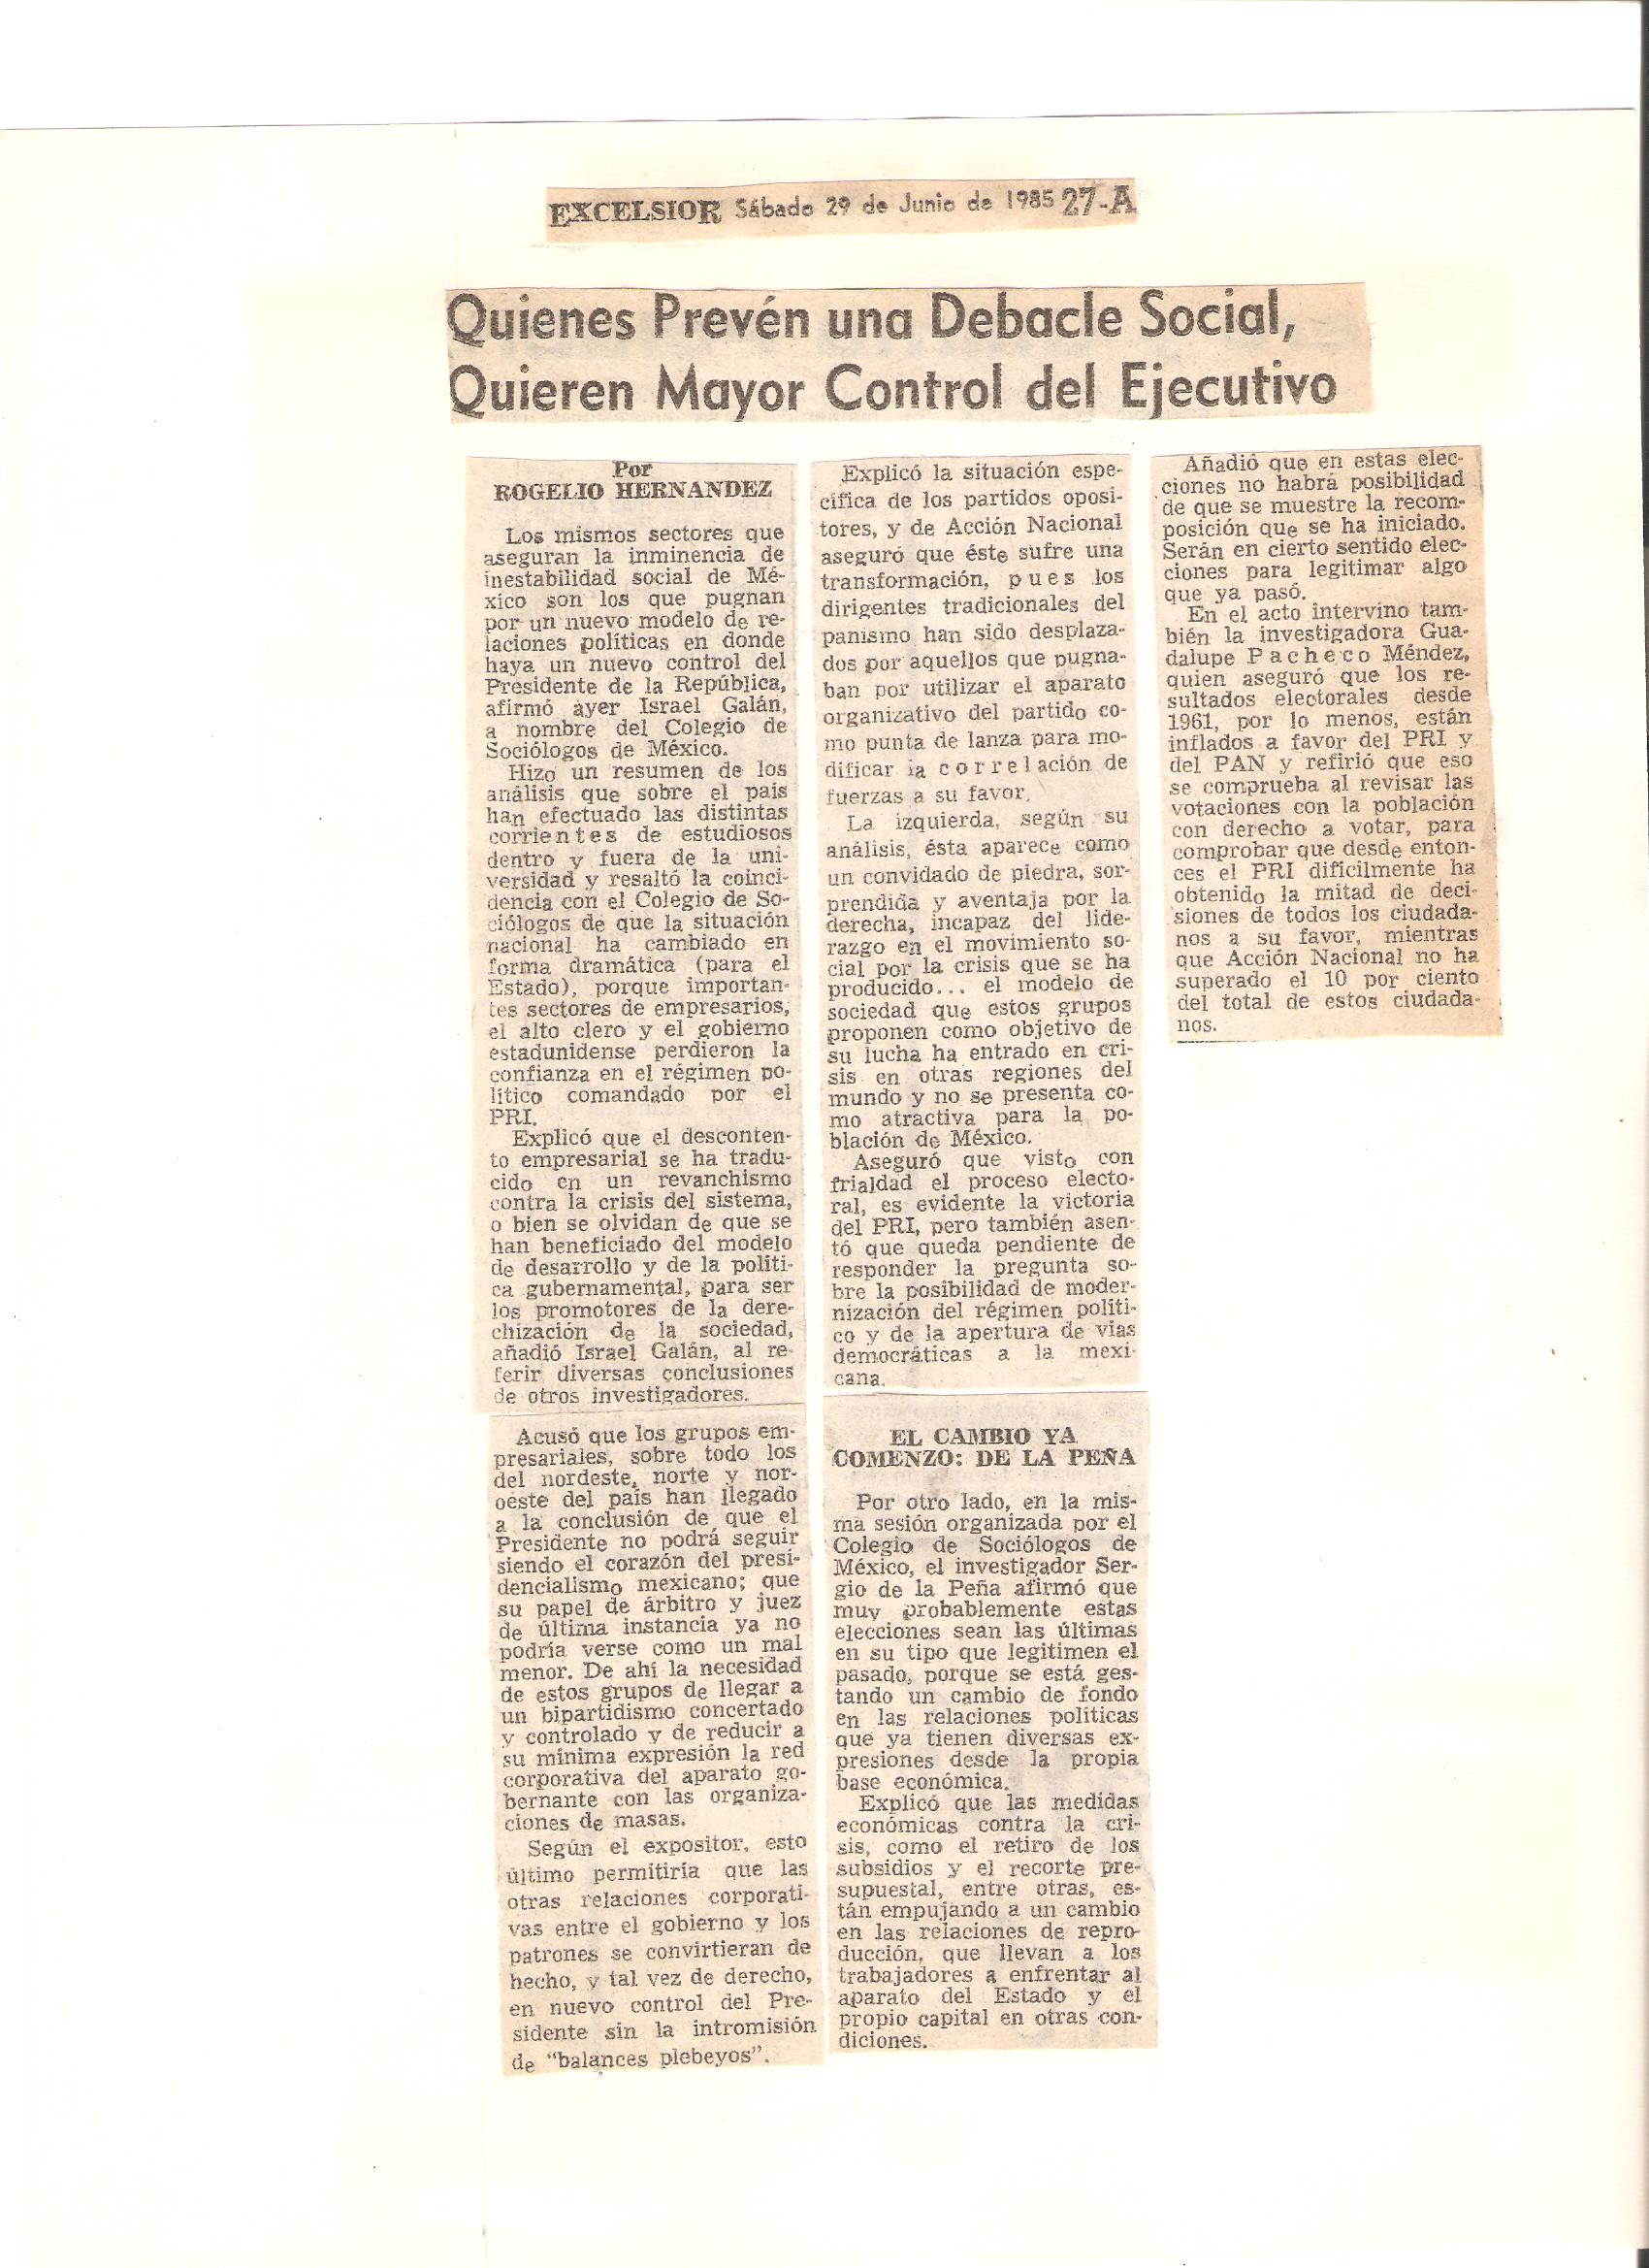 EXCELSIOR Sábado 29 de Junio de 1985 27-A
Quienes Prevén una Debacle Social,
Quieren Mayor Control del Ejecutivo
Por
ROGELIO HERNANDEZ
Los mismos sectores que
aseguran la inminencia de
inestabilidad social de Mé-
xico son los que pugnan
por un nuevo modelo de re-
laciones políticas en donde
haya un nuevo control del
Presidente de la República,
afirmó ayer Israel Galán,
a nombre del Colegio de
Sociólogos de México.
Hizo un resumen de los
análisis que sobre el país
han efectuado las distintas
corrientes de estudiosos
dentro y fuera de la uni-
versidad y resaltó la coinci-
dencia con el Colegio de So-
ciólogos de que la situación
nacional ha cambiado en
forma dramática (para el
Estado), porque importan-
tes sectores de empresarios,
el alto clero y el gobierno
estadunidense perdieron la
confianza en el régimen po-
lítico comandado por el
PRI.
Explicó que el desconten-
to empresarial se ha tradu-
cido en un revanchismo
contra la crisis del sistema,
o bien se olvidan de que se
han beneficiado del modelo
de desarrollo y de la políti-
ca gubernamental, para ser
los promotores de la dere-
chización de la sociedad,
añadió Israel Galán, al re-
ferir diversas conclusiones
de otros investigadores.
Acusó que los grupos em-
presariales, sobre todo los
del nordeste, norte y nor-
oeste del país han llegado
a la conclusión de que el
Presidente no podrá seguir
siendo el corazón del presi-
dencialismo mexicano; que
su papel de árbitro y juez
de última instancia ya no
podría verse como un mal
menor. De ahí la necesidad
de estos grupos de llegar a
un bipartidismo concertado
y controlado y de reducir a
su mínima expresión la red
corporativa del aparato go-
bernante con las organiza-
ciones de masas.
Según el expositor, esto
último permitiría que las
otras relaciones corporati-
vas entre el gobierno y los
patrones se convirtieran de
hecho, y tal vez de derecho,
en nuevo control del Pre-
sidente sin la intromisión
de "balances plebeyos".
Explicó la situación espe-
cífica de los partidos oposi-
tores, y de Acción Nacional
aseguró que éste sufre una
transformación, pues los
dirigentes tradicionales del
panismo han sido desplaza-
dos por aquellos que pugna-
ban por utilizar el aparato
organizativo del partido co-
mo punta de lanza para mo-
dificar la correlación de
fuerzas a su favor.
La izquierda, según su
análisis, ésta aparece como
un convidado de piedra, sor-
prendida y aventaja por la
derecha, incapaz del lide-
razgo en el movimiento so-
cial por la crisis que se ha
producido... el modelo de
sociedad que estos grupos
proponen como objetivo de
su lucha ha entrado en cri-
sis en otras regiones del
mundo y no se presenta co-
mo atractiva para la po-
blación de México.
Aseguró que visto con
frialdad el proceso electo-
ral, es evidente la victoria
del PRI, pero también asen-
tó que queda pendiente de
responder la pregunta so-
bre la posibilidad de moder-
nización del régimen políti-
co y de la apertura de vías
democráticas a la mexi-
cana.
EL CAMBIO YA
COMENZO: DE LA PEÑA
Por otro lado, en la mis-
ma sesión organizada por el
Colegio de Sociólogos de
México, el investigador Ser-
gio de la Peña afirmó que
muy probablemente estas
elecciones sean las últimas
en su tipo que legitimen el
pasado, porque se está ges-
tando un cambio de fondo
en las relaciones políticas
que ya tienen diversas ex-
presiones desde la propia
base económica.
Explicó que las medidas
económicas contra la cri-
sis, como el retiro de los
subsidios y el recorte pre-
supuestal, entre otras, es-
tán empujando a un cambio
en las relaciones de repro-
ducción, que llevan a los
trabajadores a enfrentar al
aparato del Estado y el
propio capital en otras con-
diciones.
Añadió que en estas elec-
ciones no habrá posibilidad
de que se muestre la recom-
posición que se ha iniciado.
Serán en cierto sentido elec-
ciones para legitimar algo
que ya pasó.
En el acto intervino tam-
bién la investigadora Gua-
dalupe Pacheco Méndez,
quien aseguró que los re-
sultados electorales desde
1961, por lo menos, están
inflados a favor del PRI y
del PAN y refirió que eso
se comprueba al revisar las
votaciones con la población
con derecho a votar, para
comprobar que desde enton-
ces el PRI difícilmente ha
obtenido la mitad de deci-
siones de todos los ciudada-
nos a su favor, mientras
que Acción Nacional no ha
superado el 10 por ciento
del total de estos ciudada-
nos.